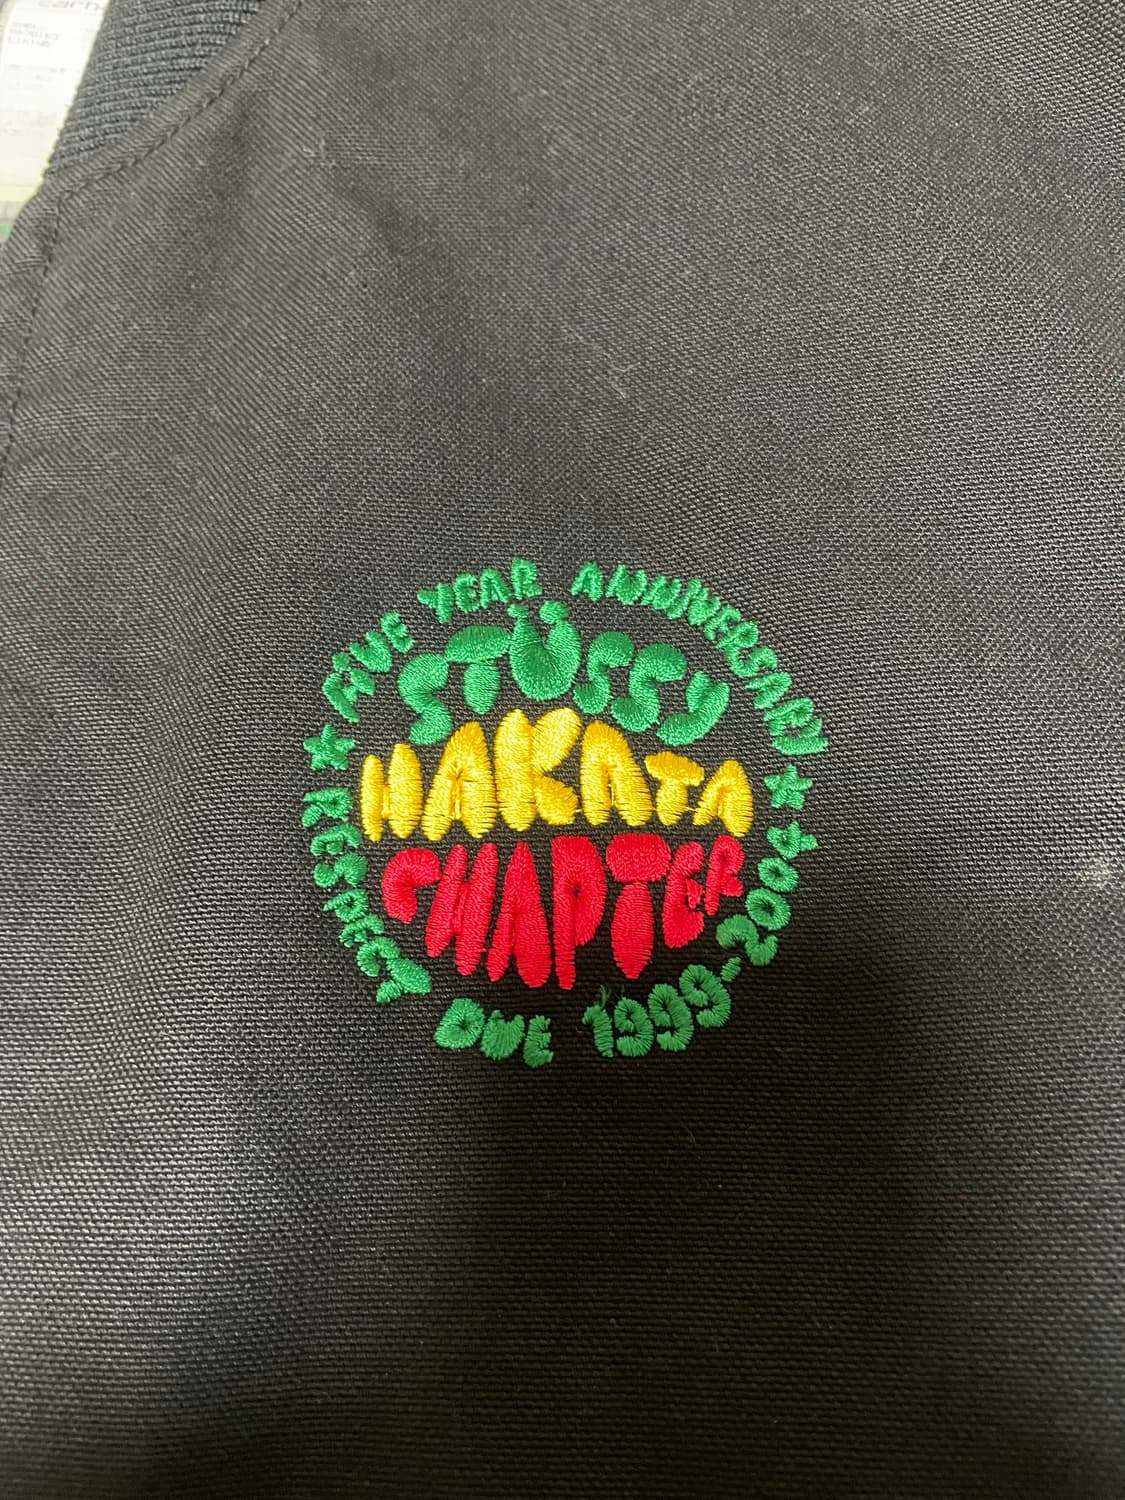 FIVE YEAR ANNIVERSARY
STÜSSY
HAKATA
CHAPTER
RESPECT DUE 1999-2004